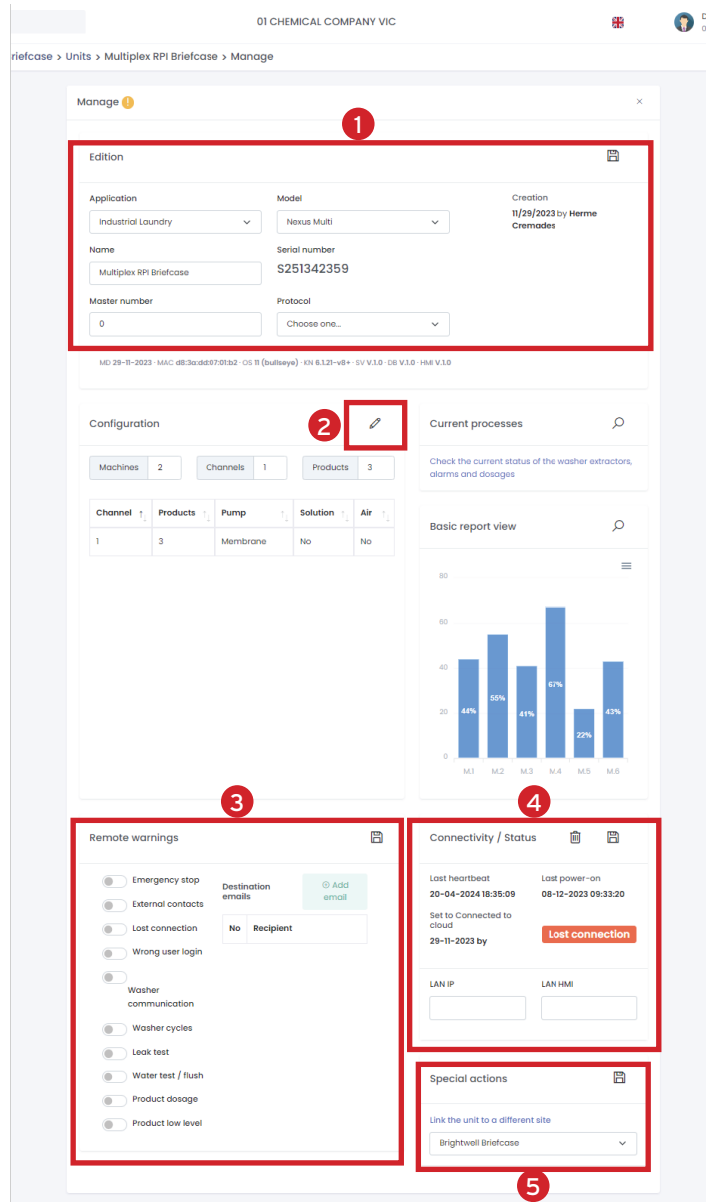 01 CHEMICAL COMPANY VIC
riefcase > Units > Multiplex RPI Briefcase > Manage
Manage !
×
1
Edition
Application
Model
Creation
Industrial Laundry
Nexus Multi
11/29/2023 by Herme
Cremades
Name
Serial number
Multiplex RPI Briefcase
S251342359
Master number
Protocol
0
Choose one...
MD 29-11-2023 · MAC d8:3a:dd:07:01:b2 · OS 11 (bullseye) · KN 6.1.21-v8+ · SV V.1.0 · DB V.1.0 · HMI V.1.0
2
Configuration
Machines 2
Channels 1
Products 3
Channel Products Pump Solution Air
1 3 Membrane No No
Current processes
Check the current status of the washer extractors,
alarms and dosages
Basic report view
80
60
40
20
0
44%
55%
41%
67%
22%
43%
M.1 M.2 M.3 M.4 M.5 M.6
3
Remote warnings
Emergency stop
External contacts
Lost connection
Wrong user login
Washer
communication
Washer cycles
Leak test
Water test / flush
Product dosage
Product low level
Destination
emails
Add
email
No Recipient
4
Connectivity / Status
Last heartbeat
Last power-on
20-04-2024 18:35:09
08-12-2023 09:33:20
Set to Connected to
cloud
29-11-2023 by
Lost connection
LAN IP
LAN HMI
Special actions
Link the unit to a different site
Brightwell Briefcase
5